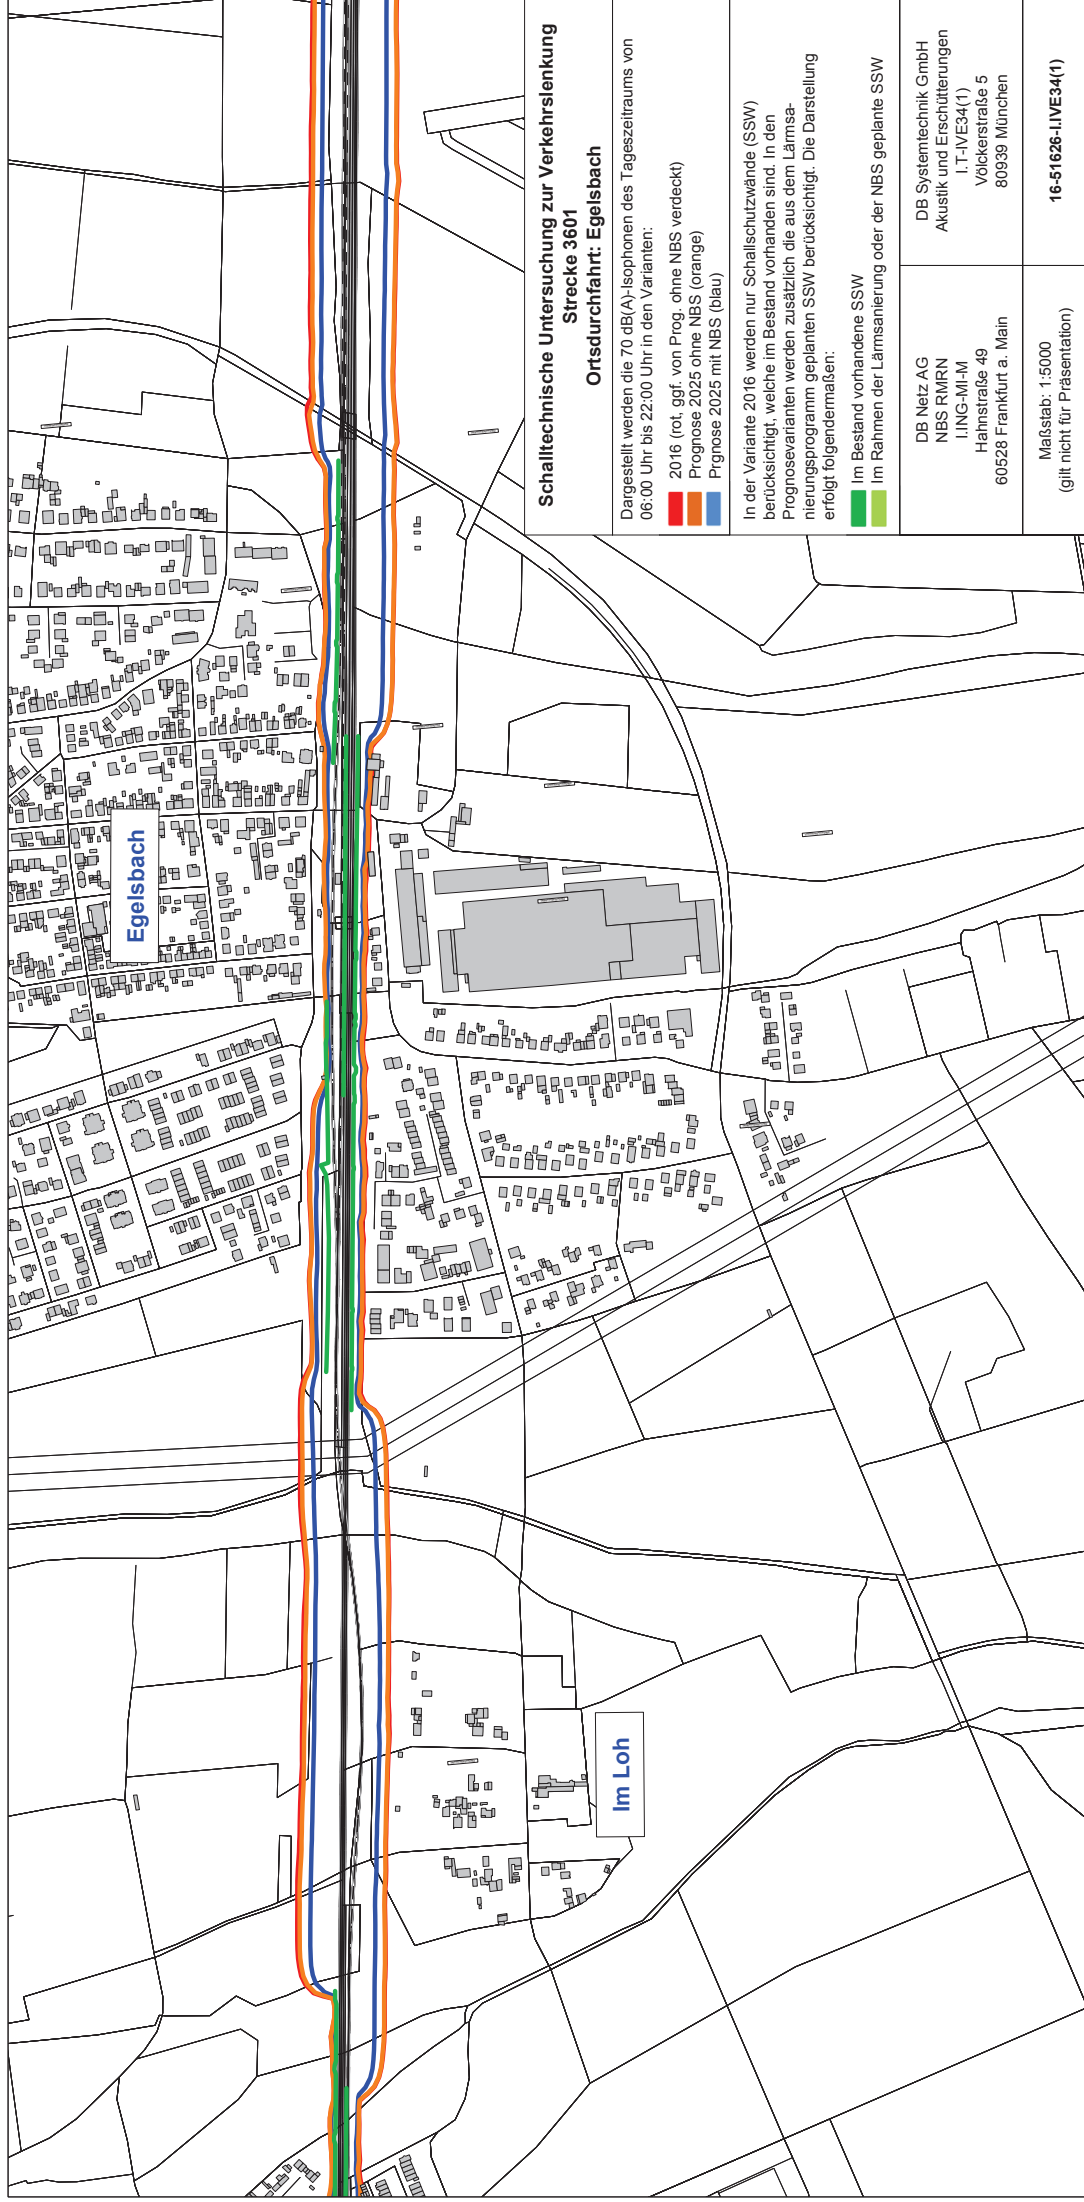 Egelsbach
Im Loh
Schalltechnische Untersuchung zur Verkehrslenkung
Strecke 3601
Ortsdurchfahrt: Egelsbach
Dargestellt werden die 70 dB(A)-Isophonen des Tageszeitraums von
06:00 Uhr bis 22:00 Uhr in den Varianten:
2016 (rot, ggf. von Prog. ohne NBS verdeckt)
Prognose 2025 ohne NBS (orange)
Prgnose 2025 mit NBS (blau)
In der Variante 2016 werden nur Schallschutzwände (SSW)
berücksichtigt, welche im Bestand vorhanden sind. In den
Prognosevarianten werden zusätzlich die aus dem Lärmsa-
nierungsprogramm geplanten SSW berücksichtigt. Die Darstellung
erfolgt folgendermaßen:
Im Bestand vorhandene SSW
Im Rahmen der Lärmsanierung oder der NBS geplante SSW
DB Netz AG
NBS RMRN
I.ING-MI-M
Hahnstraße 49
60528 Frankfurt a. Main
DB Systemtechnik GmbH
Akustik und Erschütterungen
I.T-IVE34(1)
Völckerstraße 5
80939 München
Maßstab: 1:5000
(gilt nicht für Präsentation)
16-51626-I.IVE34(1)